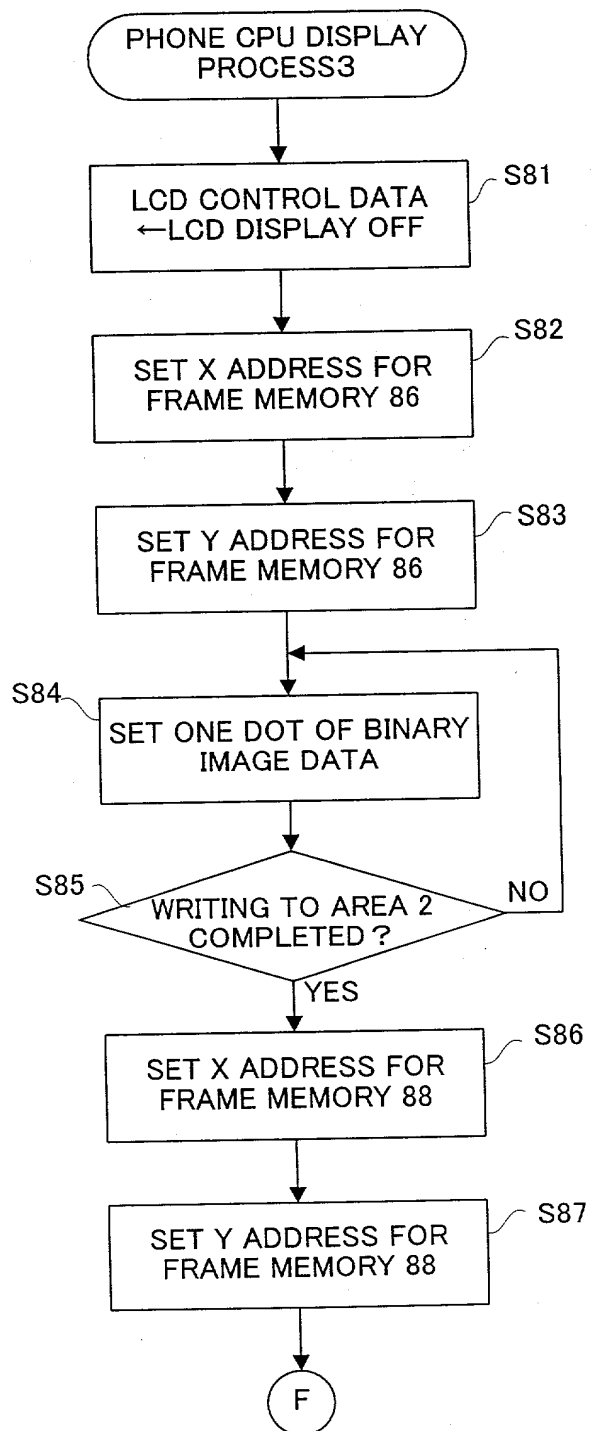 PHONE CPU DISPLAY
PROCESS3
S81
LCD CONTROL DATA
←LCD DISPLAY OFF
S82
SET X ADDRESS FOR
FRAME MEMORY 86
S83
SET Y ADDRESS FOR
FRAME MEMORY 86
S84
SET ONE DOT OF BINARY
IMAGE DATA
S85
WRITING TO AREA 2
COMPLETED?
NO
YES
S86
SET X ADDRESS FOR
FRAME MEMORY 88
S87
SET Y ADDRESS FOR
FRAME MEMORY 88
F